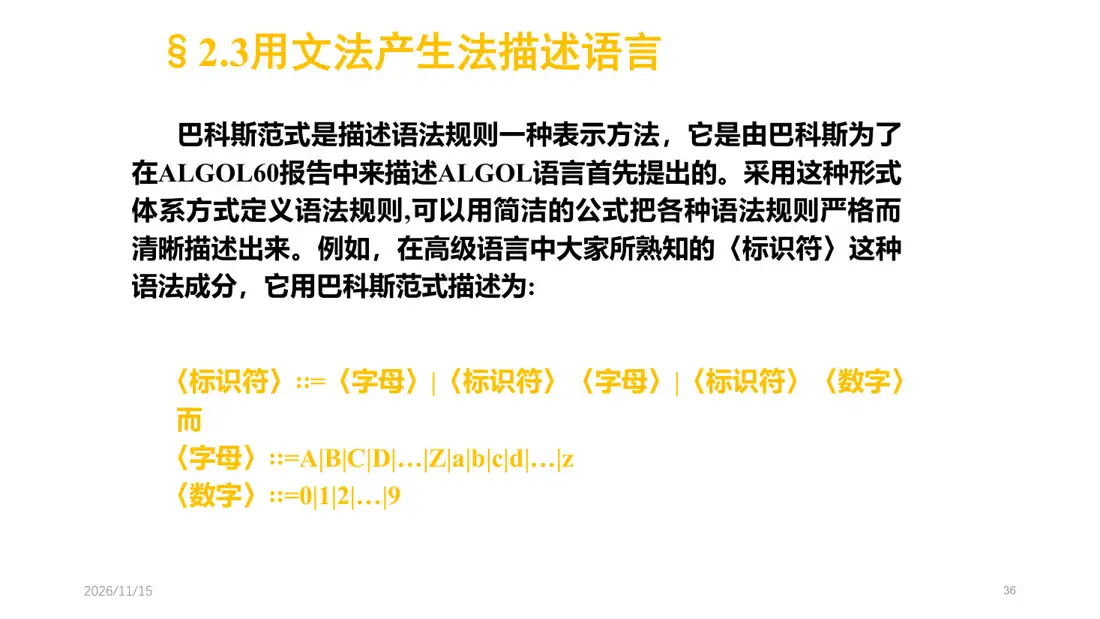 §2.3用文法产生法描述语言
巴科斯范式是描述语法规则一种表示方法，它是由巴科斯为了
在ALGOL60报告中来描述ALGOL语言首先提出的。采用这种形式
体系方式定义语法规则,可以用简洁的公式把各种语法规则严格而
清晰描述出来。例如，在高级语言中大家所熟知的〈标识符〉这种
语法成分，它用巴科斯范式描述为:
〈标识符〉::=〈字母〉|〈标识符〉〈字母〉|〈标识符〉〈数字〉
而
〈字母〉::=A|B|C|D|…|Z|a|b|c|d|…|z
〈数字〉::=0|1|2|…|9
2026/11/15
36